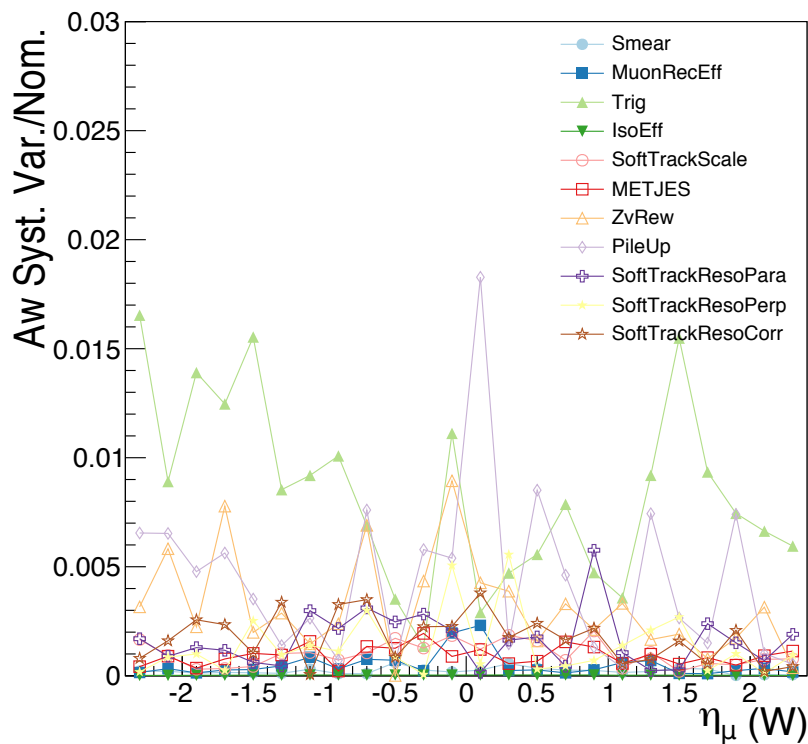 Aw Syst. Var./Nom.
0.03
0.025
0.02
0.015
0.01
0.005
0
Smear
MuonRecEff
Trig
IsoEff
SoftTrackScale
METJES
ZvRew
PileUp
SoftTrackResoPara
SoftTrackResoPerp
SoftTrackResoCorr
-2 -1.5 -1 -0.5 0 0.5 1 1.5 2
η_μ (W)